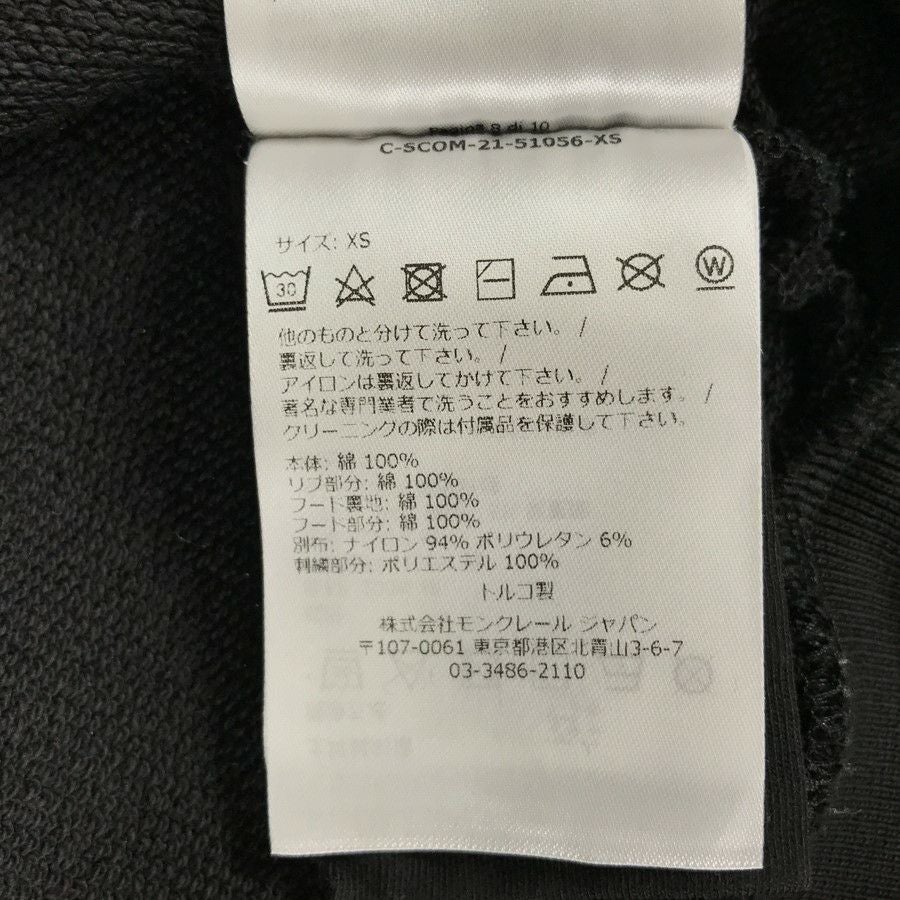 Pagina 8 di 10
C-SCOM-21-51056-XS
サイズ: XS
30
W
他のものと分けて洗って下さい。 /
裏返して洗って下さい。 /
アイロンは裏返してかけて下さい。 /
著名な専門業者で洗うことをおすすめします。 /
クリーニングの際は付属品を保護して下さい。
本体: 綿 100%
リブ部分: 綿 100%
フード裏地: 綿 100%
フード部分: 綿 100%
別布: ナイロン 94% ポリウレタン 6%
刺繍部分: ポリエステル 100%
トルコ製
株式会社モンクレール ジャパン
〒107-0061 東京都港区北青山3-6-7
03-3486-2110